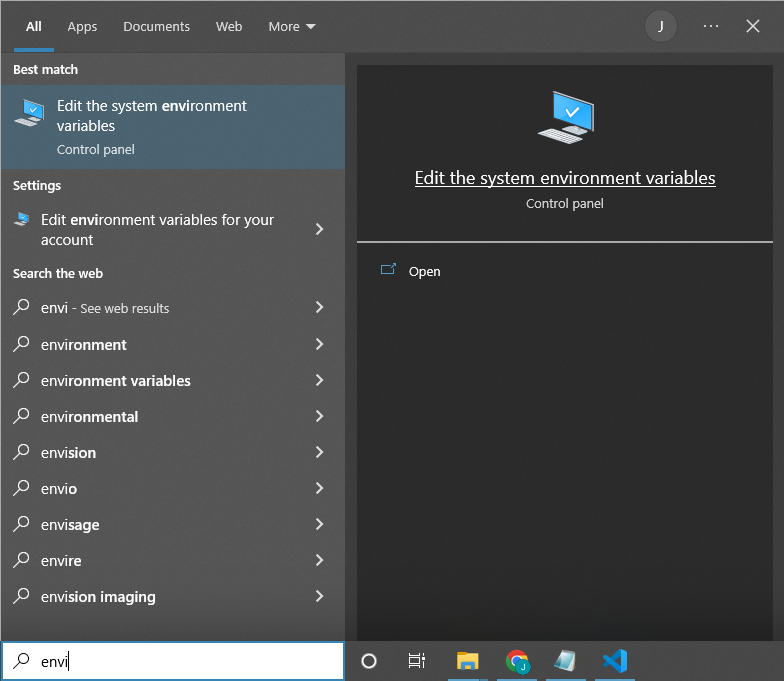 All Apps Documents Web More J ...
Best match
Edit the system environment
variables
Control panel
Settings
Edit environment variables for your
account
Search the web
envi - See web results
environment
environment variables
environmental
envision
envio
envisage
envire
envision imaging
envi
Edit the system environment variables
Control panel
Open
J